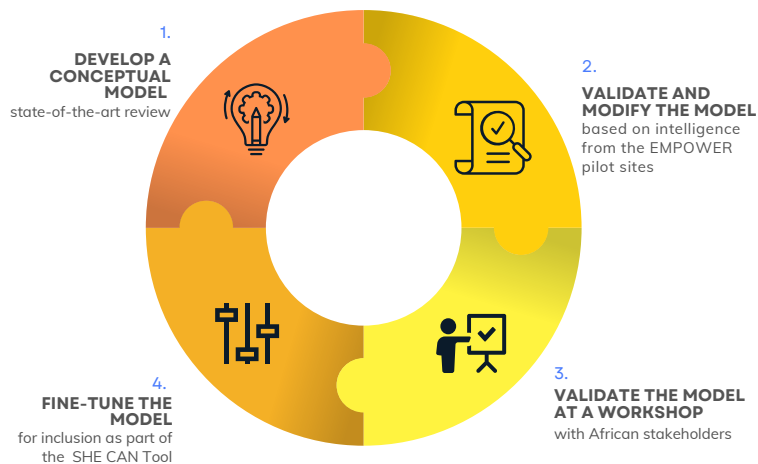 1.
DEVELOP A
CONCEPTUAL
MODEL
state-of-the-art review
2.
VALIDATE AND
MODIFY THE MODEL
based on intelligence
from the EMPOWER
pilot sites
3.
VALIDATE THE MODEL
AT A WORKSHOP
with African stakeholders
4.
FINE-TUNE THE
MODEL
for inclusion as part of
the SHE CAN Tool